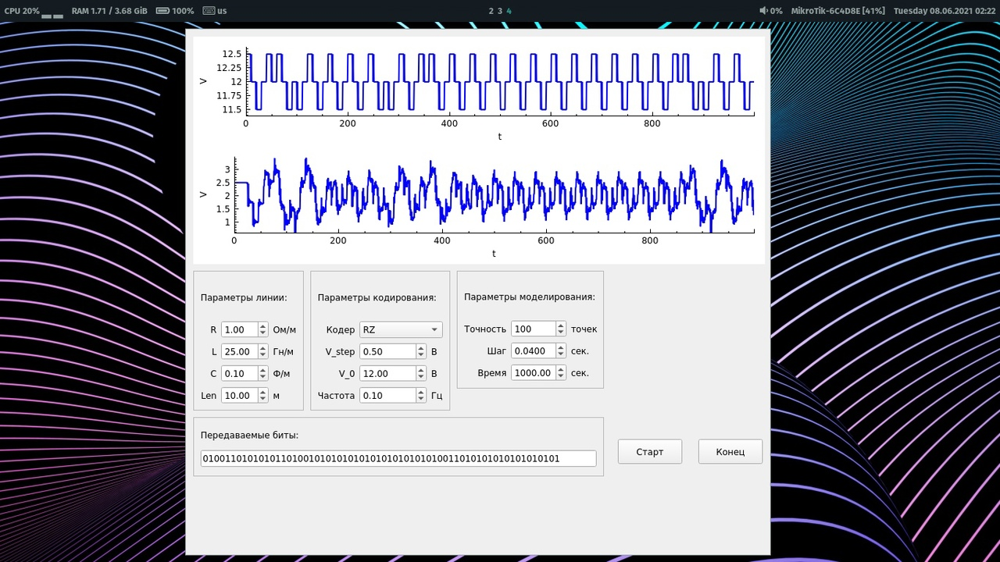 CPU 20% RAM 1.71 / 3.68 GiB 100% us 2 3 4 0% MikroTik-6C4D8E [41%] Tuesday 08.06.2021 02:22
12.5
12.25
12
11.75
11.5
V
0 200 400 600 800
t
3
2.5
2
1.5
1
V
0 200 400 600 800
t
Параметры линии:
R 1.00 Ом/м
L 25.00 Гн/м
C 0.10 Ф/м
Len 10.00 м
Параметры кодирования:
Кодер RZ
V_step 0.50 В
V_0 12.00 В
Частота 0.10 Гц
Параметры моделирования:
Точность 100 точек
Шаг 0.0400 сек.
Время 1000.00 сек.
Передаваемые биты:
Старт Конец